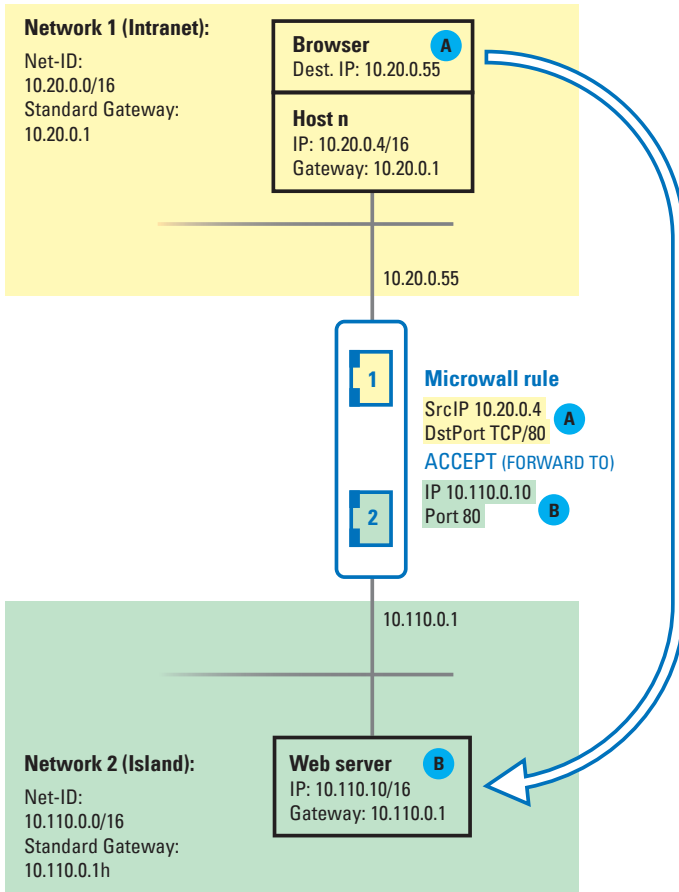 Network 1 (Intranet):
Net-ID:
10.20.0.0/16
Standard Gateway:
10.20.0.1
Browser
A
Dest. IP: 10.20.0.55
Host n
IP: 10.20.0.4/16
Gateway: 10.20.0.1
10.20.0.55
1
2
Microwall rule
SrcIP 10.20.0.4
DstPort TCP/80
A
ACCEPT (FORWARD TO)
IP 10.110.0.10
Port 80
B
10.110.0.1
Network 2 (Island):
Net-ID:
10.110.0.0/16
Standard Gateway:
10.110.0.1h
Web server
B
IP: 10.110.10/16
Gateway: 10.110.0.1